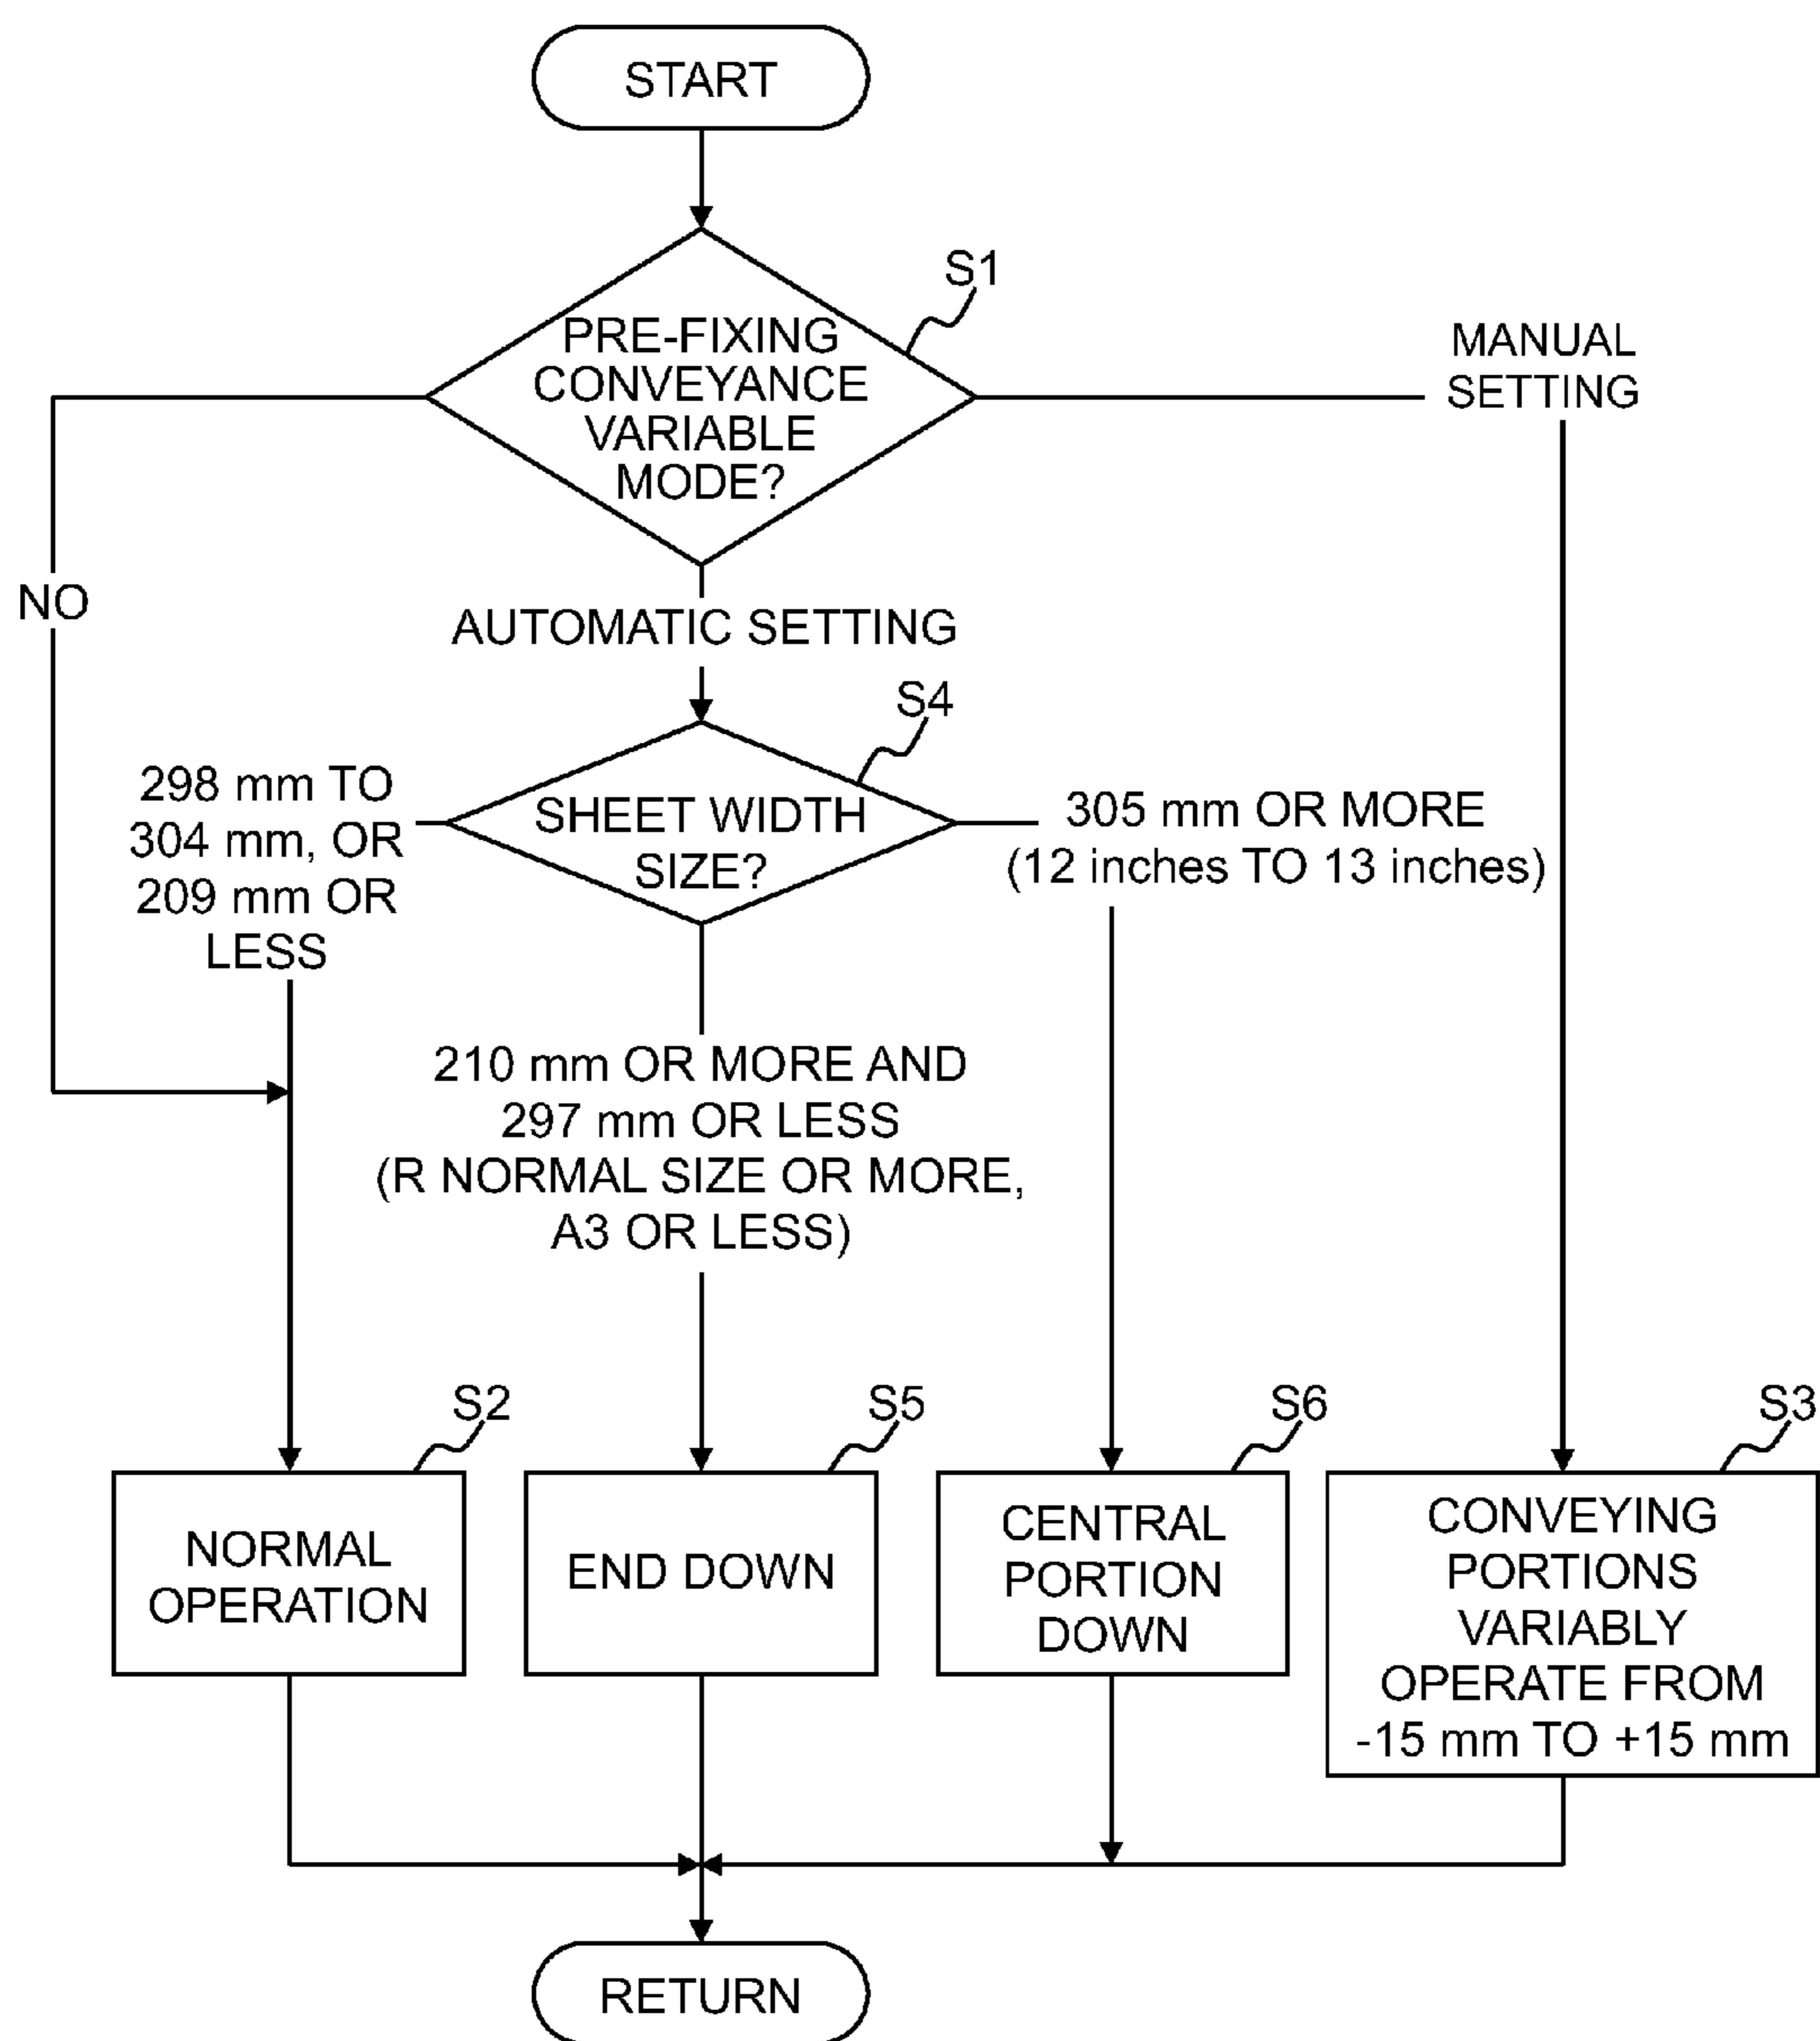 START
S1
PRE-FIXING
CONVEYANCE
VARIABLE
MODE?
MANUAL
SETTING
NO
AUTOMATIC SETTING
S4
298 mm TO
304 mm, OR
209 mm OR
LESS
SHEET WIDTH
SIZE?
305 mm OR MORE
(12 inches TO 13 inches)
210 mm OR MORE AND
297 mm OR LESS
(R NORMAL SIZE OR MORE,
A3 OR LESS)
S2
S5
S6
S3
NORMAL
OPERATION
END DOWN
CENTRAL
PORTION
DOWN
CONVEYING
PORTIONS
VARIABLY
OPERATE FROM
-15 mm TO +15 mm
RETURN